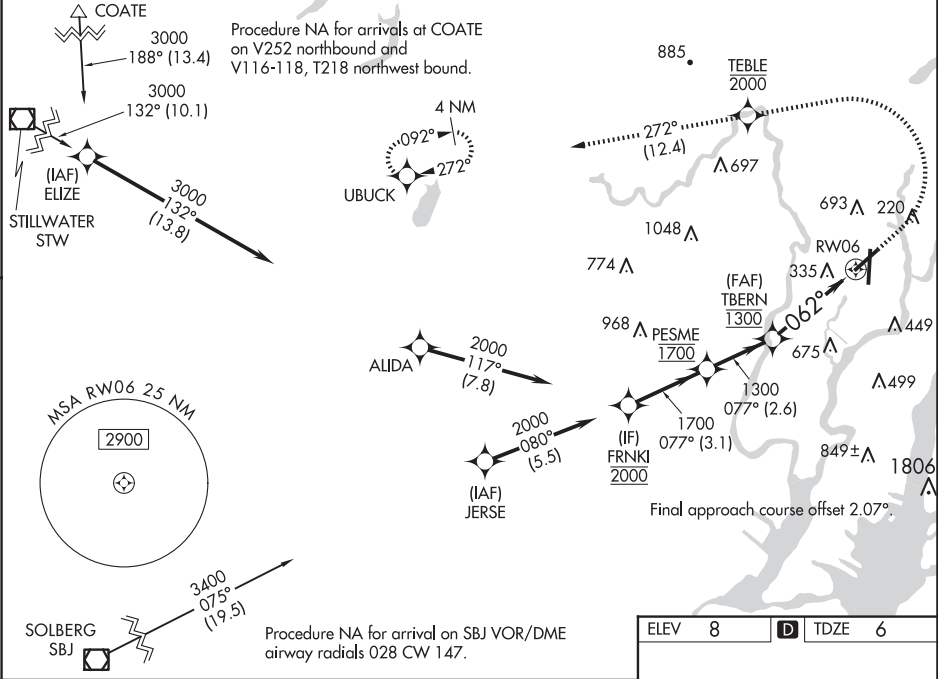 COATE
3000
188° (13.4)
3000
132° (10.1)
Procedure NA for arrivals at COATE
on V252 northbound and
V116-118, T218 northwest bound.
885
TEBLE
2000
4 NM
092°
272°
UBUCK
272°
(12.4)
697
(IAF)
ELIZE
STILLWATER
STW
3000
132°
(13.8)
1048
693
220
RW06
774
335
(FAF)
TBERN
1300
062°
968
PESME
1700
675
449
ALIDA
2000
117°
(7.8)
499
1300
077° (2.6)
1700
077° (3.1)
MSA RW06 25 NM
2900
2000
080°
(5.5)
(IF)
FRNKI
2000
849±
1806
(IAF)
JERSE
Final approach course offset 2.07°.
3400
075°
(19.5)
SOLBERG
SBJ
Procedure NA for arrival on SBJ VOR/DME
airway radials 028 CW 147.
ELEV 8 D TDZE 6